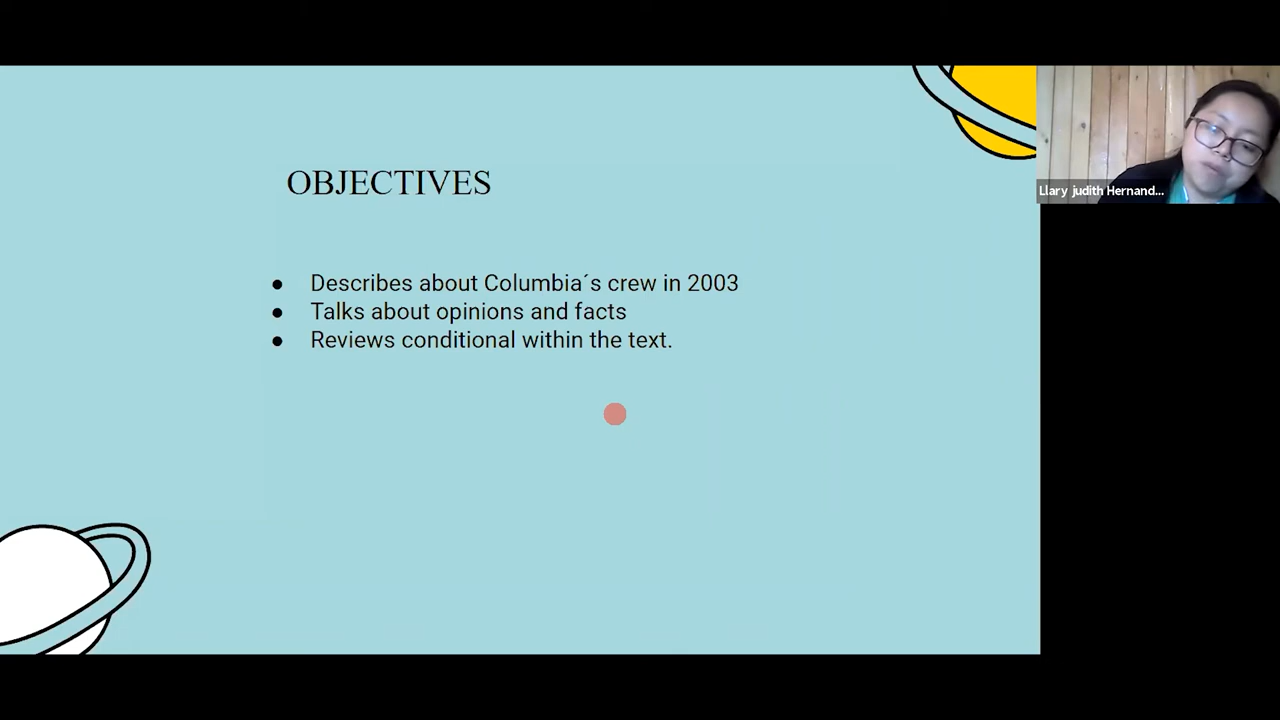 OBJECTIVES
● Describes about Columbia´s crew in 2003
● Talks about opinions and facts
● Reviews conditional within the text.
Llary judith Hernand...